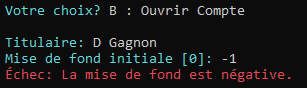 Votre choix? B : Ouvrir Compte
Titulaire: D Gagnon
Mise de fond initiale [0]: -1
Échec: La mise de fond est négative.